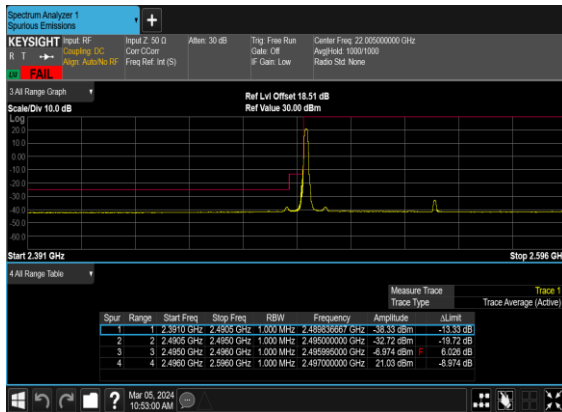 Spectrum Analyzer 1
Spurious Emissions
+
KEYSIGHT Input: RF Input Z: 50 Ω Atten: 30 dB Trig: Free Run Center Freq: 22.005000000 GHz
R T Coupling: DC Corr CCorr Gate: Off Avg|Hold: 1000/1000
Align: Auto/No RF Freq Ref: Int (S) IF Gain: Low Radio Std: None
LW FAIL
3 All Range Graph
Ref Lvl Offset 18.51 dB
Scale/Div 10.0 dB Ref Value 30.00 dBm
Log
20.0
10.0
0.00
-10.0
-20.0
-30.0
-40.0
-50.0
-60.0
Start 2.391 GHz Stop 2.596 GH
4 All Range Table
Measure Trace Trace 1
Trace Type Trace Average (Active)
Spur Range Start Freq Stop Freq RBW Frequency Amplitude ΔLimit
1 1 2.3910 GHz 2.4905 GHz 1.000 MHz 2.489836667 GHz -38.33 dBm -13.33 dB
2 2 2.4905 GHz 2.4950 GHz 1.000 MHz 2.495000000 GHz -32.72 dBm -19.72 dB
3 3 2.4950 GHz 2.4960 GHz 1.000 MHz 2.495995000 GHz -6.974 dBm F 6.026 dB
4 4 2.4960 GHz 2.5960 GHz 1.000 MHz 2.497000000 GHz 21.03 dBm -8.974 dB
? Mar 05, 2024
10:53:00 AM